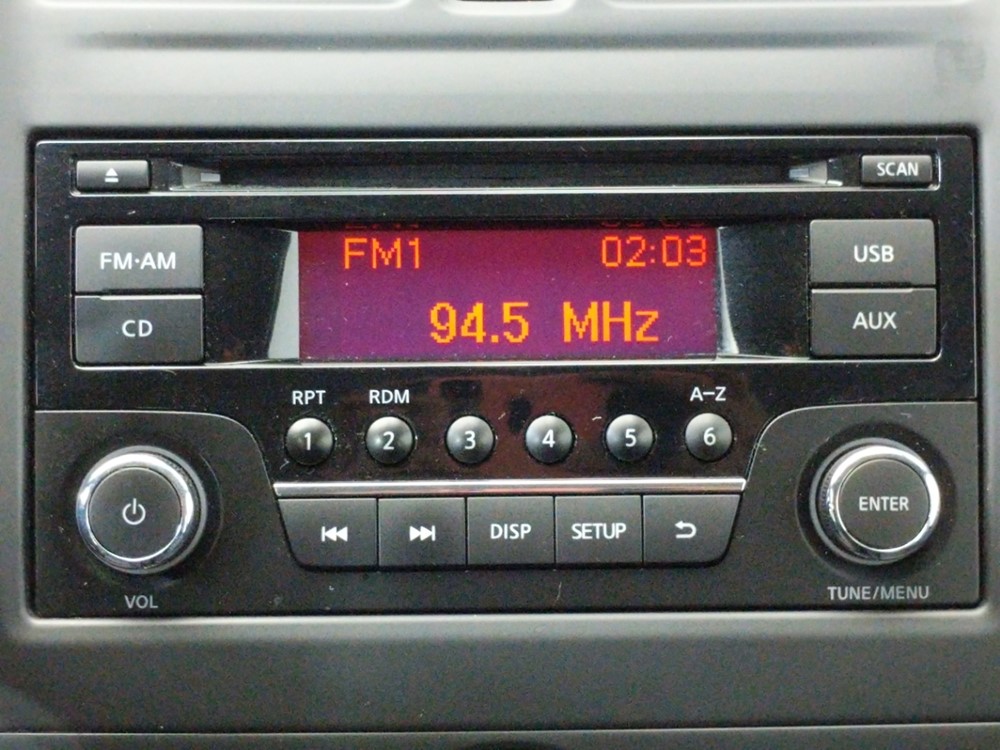 SCAN
FM·AM
FM1 02:03
USB
CD
94.5 MHz
AUX
RPT RDM A–Z
1 2 3 4 5 6
DISP SETUP
ENTER
VOL
TUNE/MENU